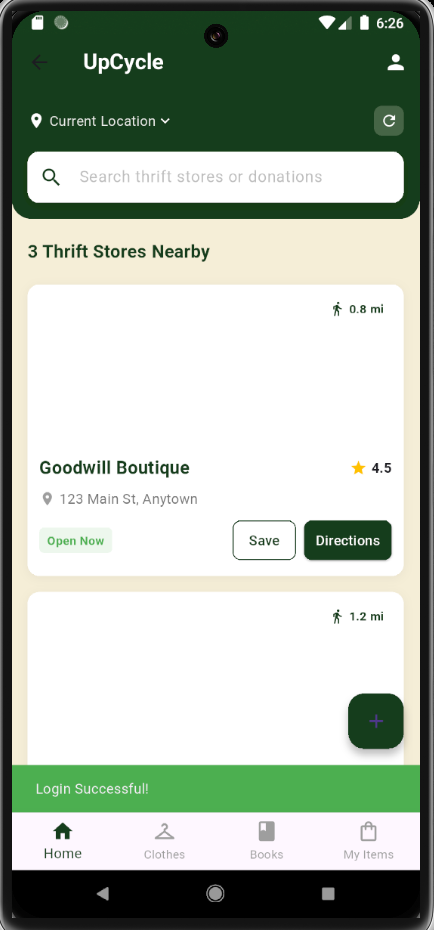 6:26
UpCycle
Current Location
Search thrift stores or donations
3 Thrift Stores Nearby
0.8 mi
Goodwill Boutique
4.5
123 Main St, Anytown
Open Now
Save
Directions
1.2 mi
+
Login Successful!
Home
Clothes
Books
My Items